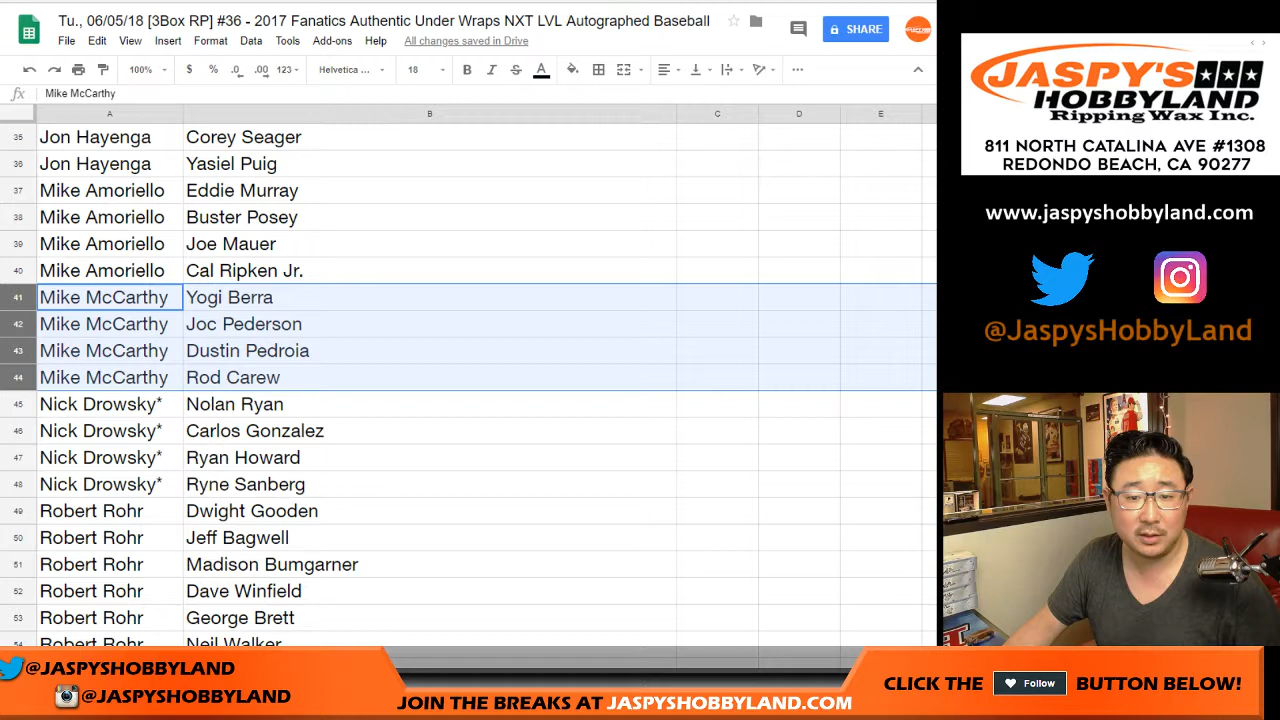 Tu., 06/05/18 [3Box RP] #36 - 2017 Fanatics Authentic Under Wraps NXT LVL Autographed Baseball
File Edit View Insert Format Data Tools Add-ons Help All changes saved in Drive
SHARE
100% $ % .0 .00 123 Helvetica ... 18 B I S A
fx Mike McCarthy
A B C D E
35 Jon Hayenga Corey Seager
36 Jon Hayenga Yasiel Puig
37 Mike Amoriello Eddie Murray
38 Mike Amoriello Buster Posey
39 Mike Amoriello Joe Mauer
40 Mike Amoriello Cal Ripken Jr.
41 Mike McCarthy Yogi Berra
42 Mike McCarthy Joc Pederson
43 Mike McCarthy Dustin Pedroia
44 Mike McCarthy Rod Carew
45 Nick Drowsky* Nolan Ryan
46 Nick Drowsky* Carlos Gonzalez
47 Nick Drowsky* Ryan Howard
48 Nick Drowsky* Ryne Sanberg
49 Robert Rohr Dwight Gooden
50 Robert Rohr Jeff Bagwell
51 Robert Rohr Madison Bumgarner
52 Robert Rohr Dave Winfield
53 Robert Rohr George Brett
54 Robert Rohr Neil Walker
JASPY'S
HOBBYLAND
Ripping Wax Inc.
811 NORTH CATALINA AVE #1308
REDONDO BEACH, CA 90277
www.jaspyshobbyland.com
@JaspysHobbyLand
@JASPYSHOBBYLAND
@JASPYSHOBBYLAND
JOIN THE BREAKS AT JASPYSHOBBYLAND.COM
CLICK THE Follow BUTTON BELOW!